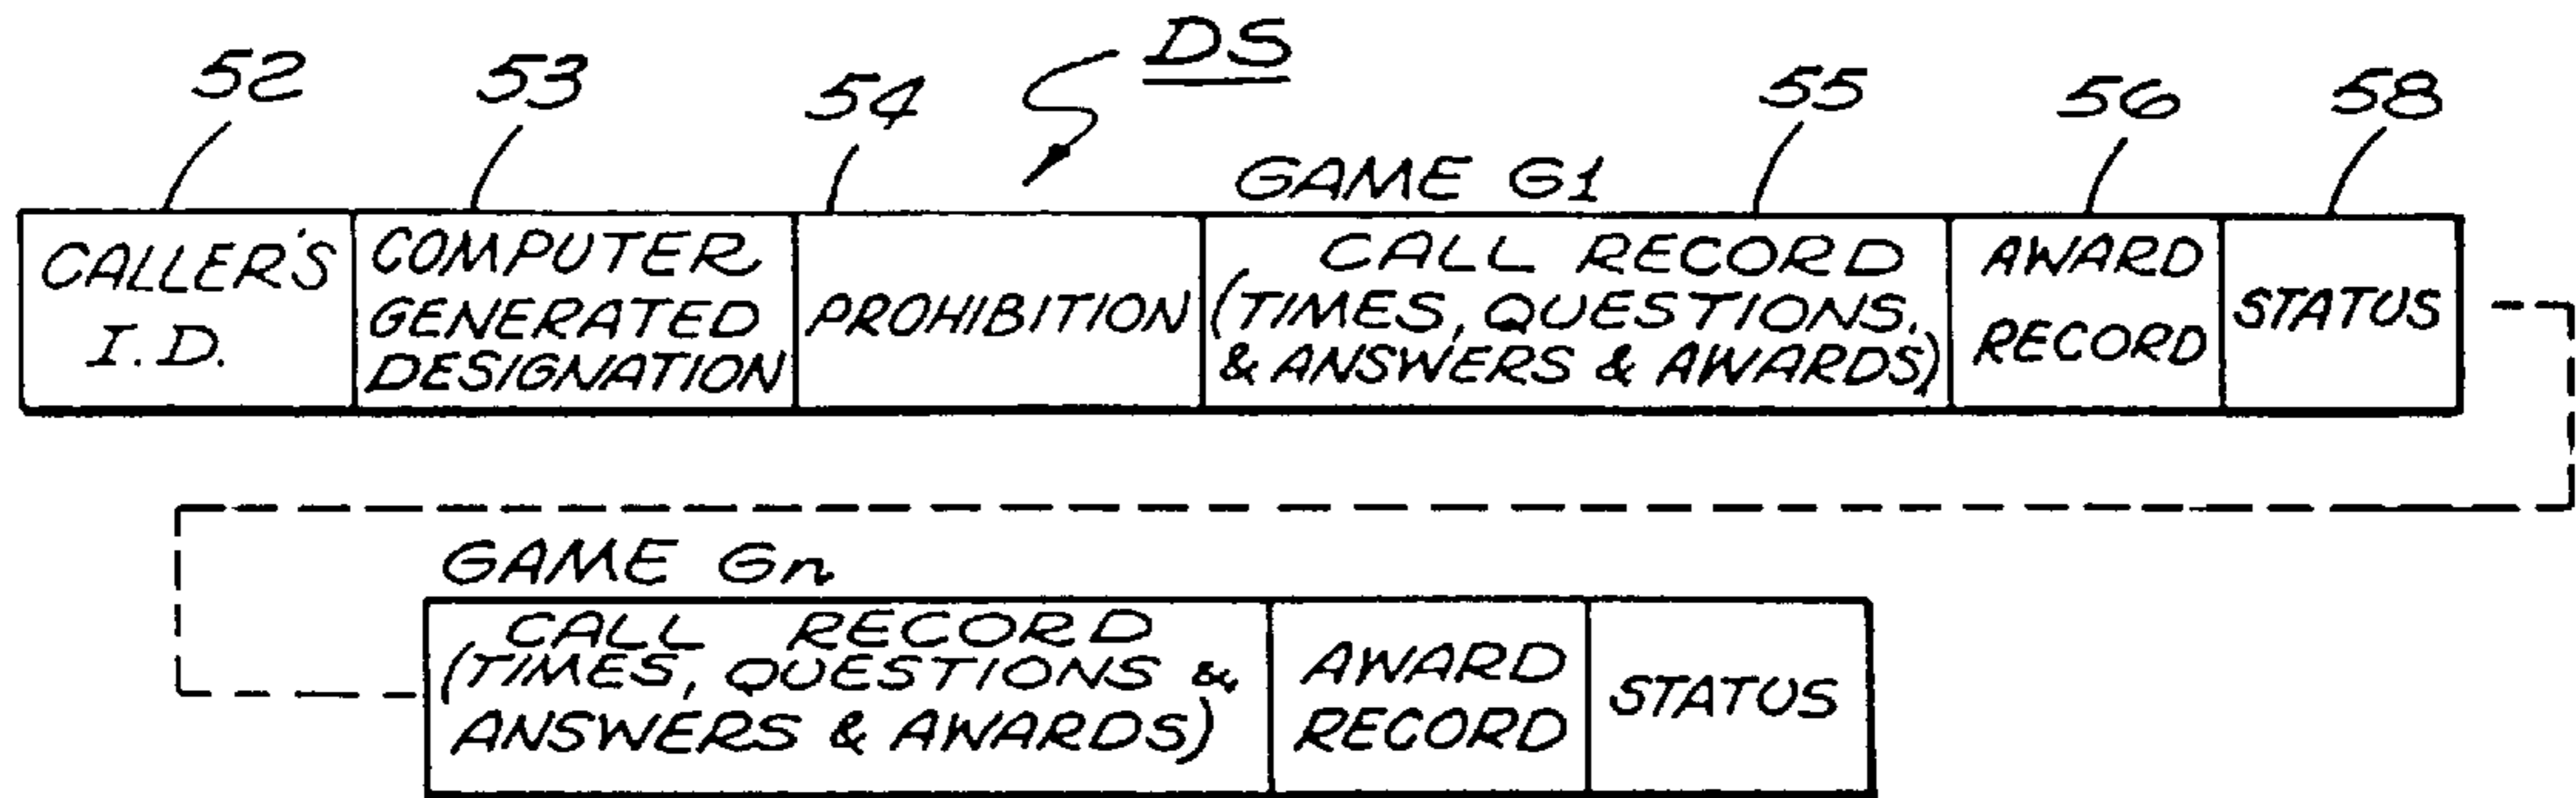 DS
52 53 54 55 56 58
GAME G1
CALLER'S
I.D.
COMPUTER
GENERATED
DESIGNATION
PROHIBITION
CALL RECORD
(TIMES, QUESTIONS,
& ANSWERS & AWARDS)
AWARD
RECORD
STATUS
GAME Gn
CALL RECORD
(TIMES, QUESTIONS &
ANSWERS & AWARDS)
AWARD
RECORD
STATUS